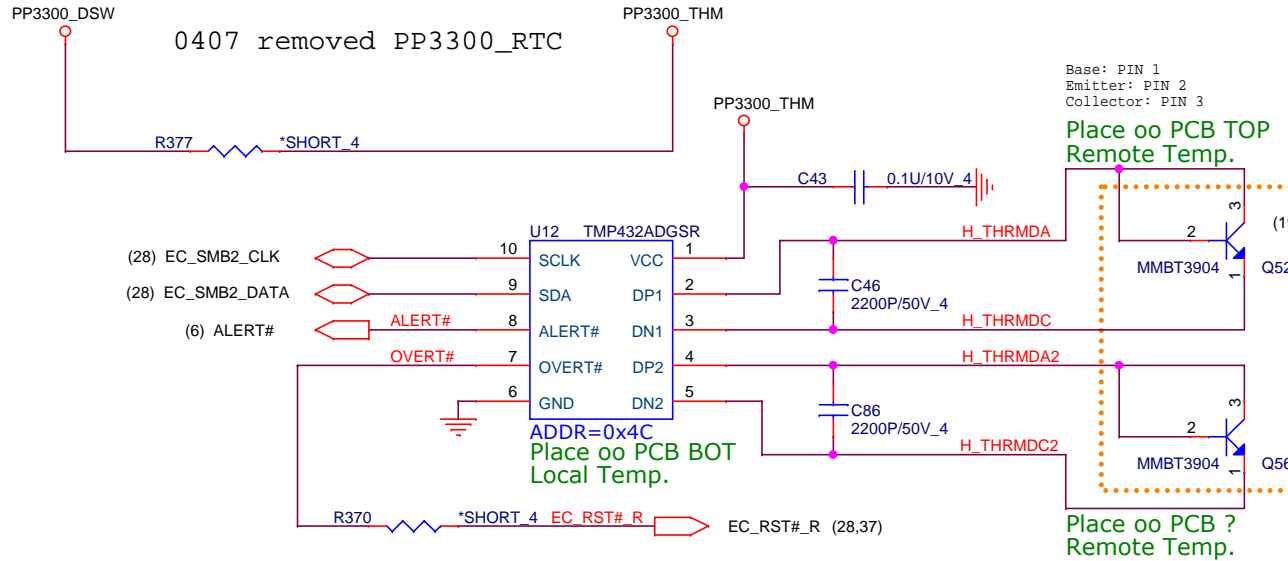 PP3300_DSW
PP3300_THM
0407 removed PP3300_RTC
R377
*SHORT_4
PP3300_THM
C43
0.1U/10V_4
Base: PIN 1
Emitter: PIN 2
Collector: PIN 3
Place oo PCB TOP
Remote Temp.
U12
TMP432ADGSR
(28) EC_SMB2_CLK
10
SCLK
VCC
1
(28) EC_SMB2_DATA
9
SDA
DP1
2
(6) ALERT#
ALERT#
8
ALERT#
DN1
3
OVERT#
7
OVERT#
DP2
4
6
GND
DN2
5
ADDR=0x4C
Place oo PCB BOT
Local Temp.
H_THRMDA
C46
2200P/50V_4
H_THRMDC
3
2
1
MMBT3904
Q52
(19
H_THRMDA2
C86
2200P/50V_4
H_THRMDC2
3
2
1
MMBT3904
Q56
Place oo PCB ?
Remote Temp.
R370
*SHORT_4
EC_RST#_R
EC_RST#_R (28,37)